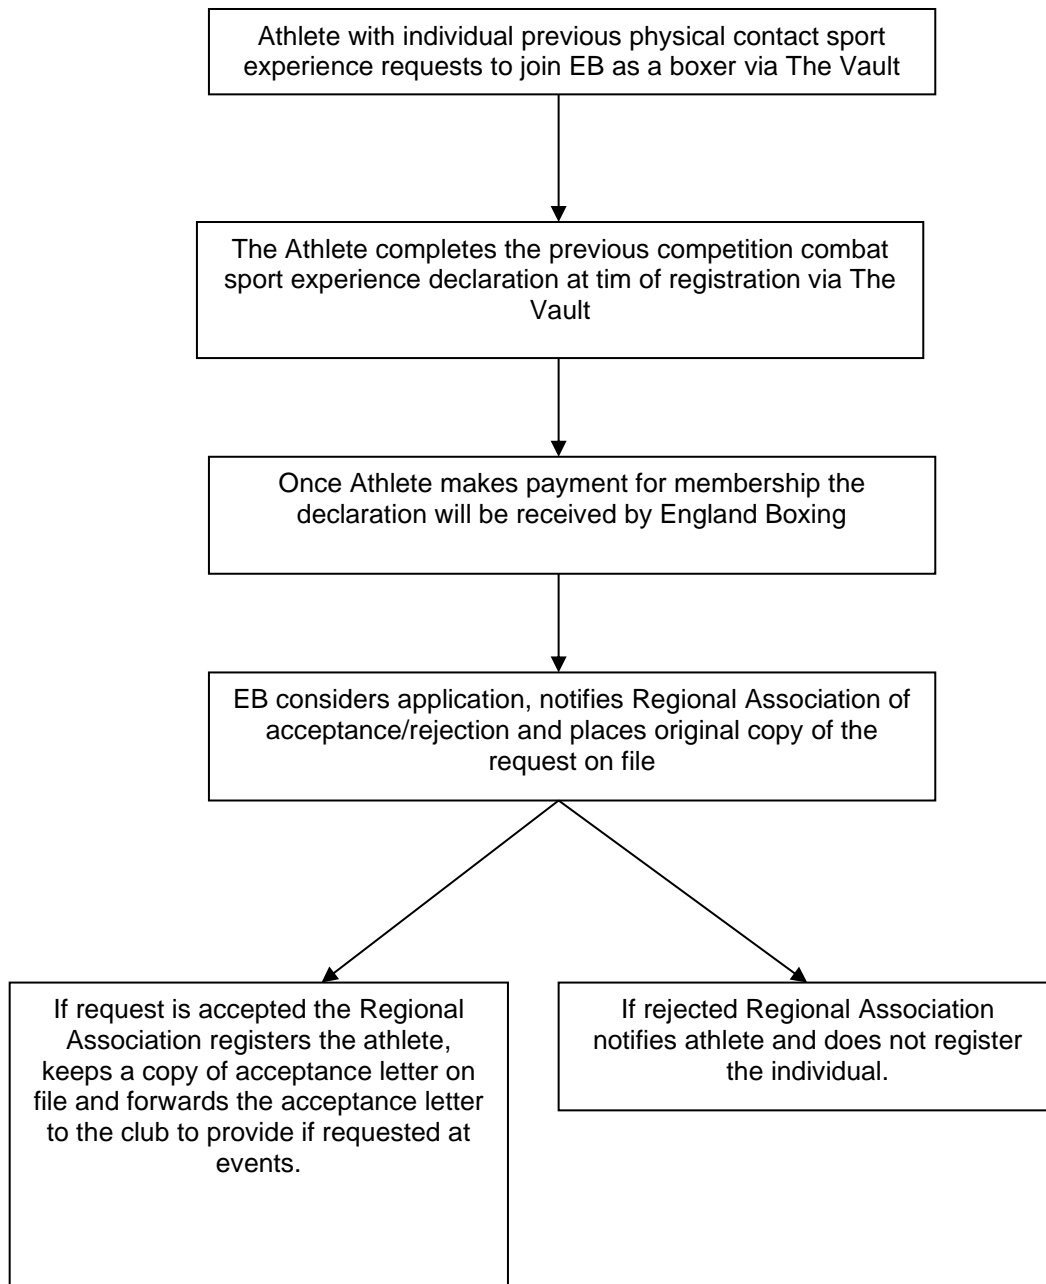 Athlete with individual previous physical contact sport
experience requests to join EB as a boxer via The Vault
The Athlete completes the previous competition combat
sport experience declaration at tim of registration via The
Vault
Once Athlete makes payment for membership the
declaration will be received by England Boxing
EB considers application, notifies Regional Association of
acceptance/rejection and places original copy of the
request on file
If request is accepted the Regional
Association registers the athlete,
keeps a copy of acceptance letter on
file and forwards the acceptance letter
to the club to provide if requested at
events.
If rejected Regional Association
notifies athlete and does not register
the individual.